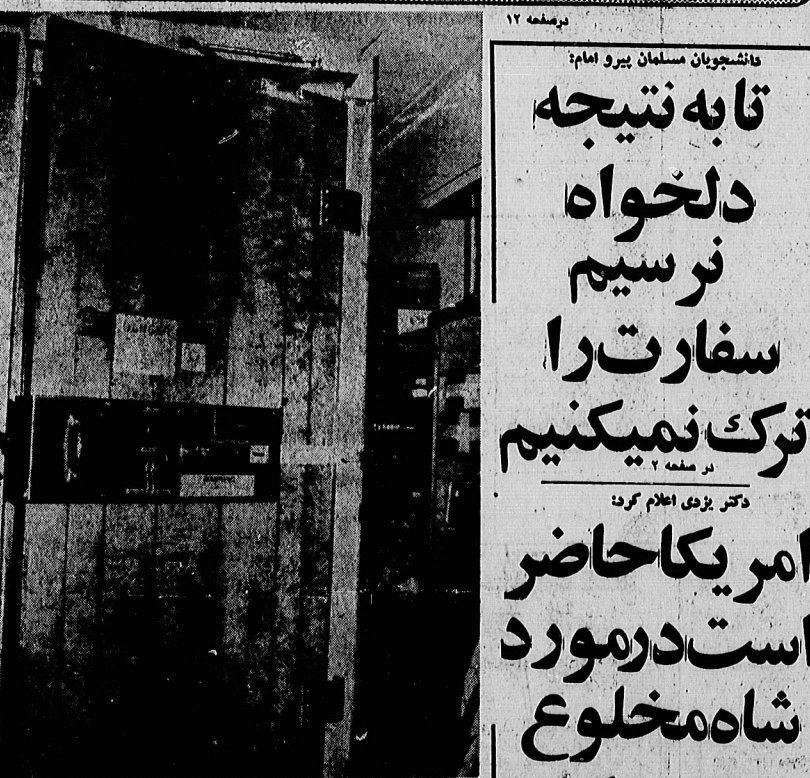 درصفحه ۱۲
دانشجویان مسلمان پیرو امام:
تا به نتیجه
دلخواه
نرسیم
سفارت را
ترک نمیکنیم
در صفحه ۲
دکتر یزدی اعلام کرد:
امریکا حاضر
است درمورد
شاه مخلوع